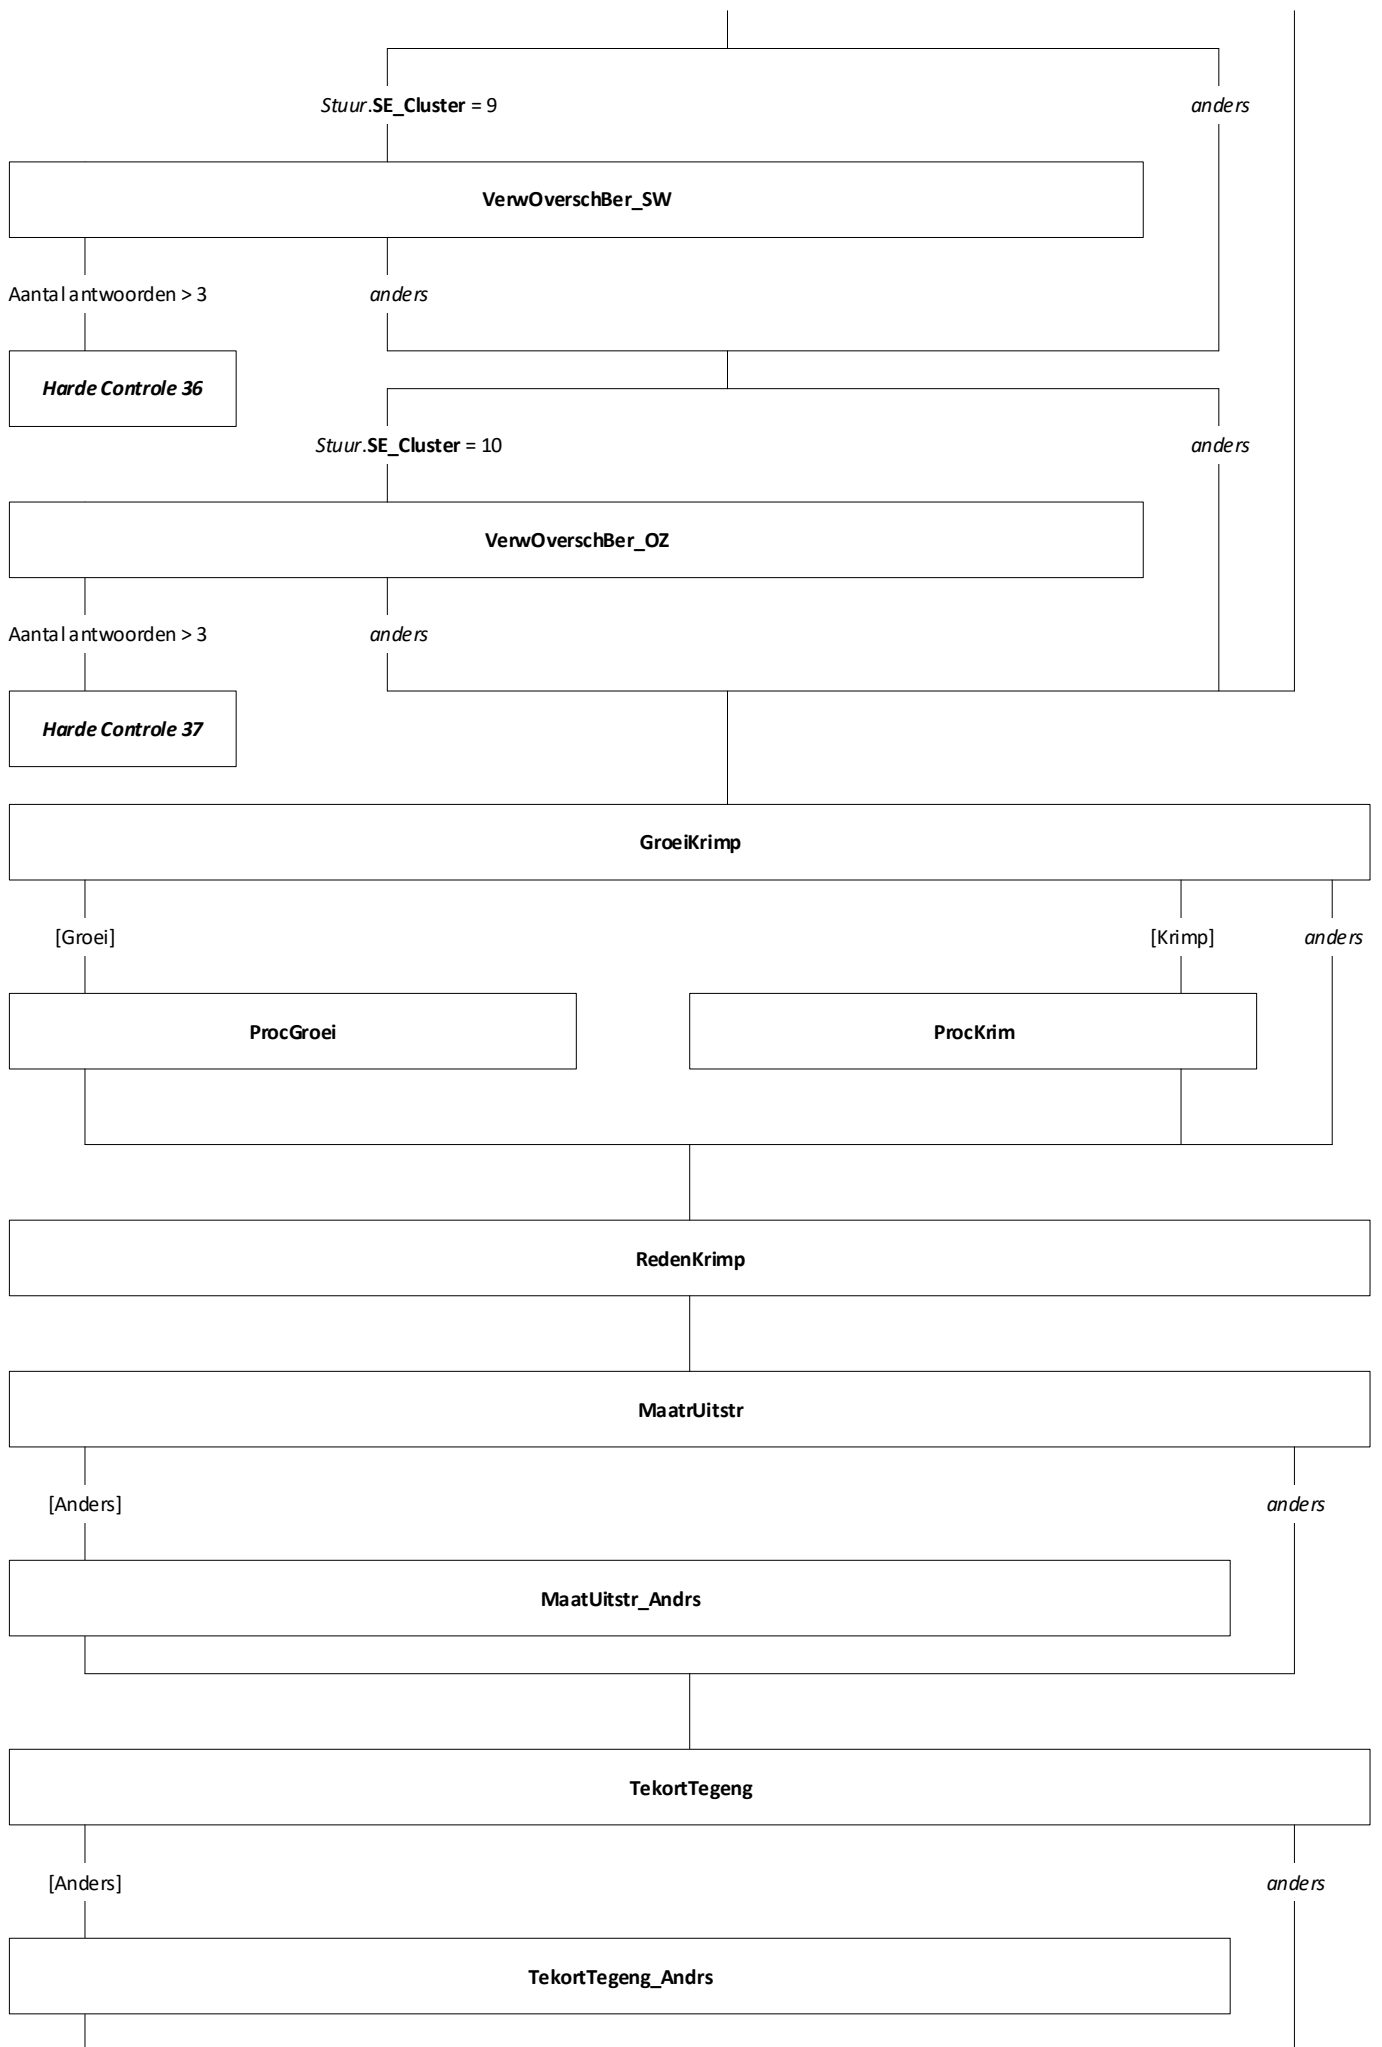 Stuur.SE_Cluster = 9
anders
VerwOverschBer_SW
Aantal antwoorden > 3
anders
Harde Controle 36
Stuur.SE_Cluster = 10
anders
VerwOverschBer_OZ
Aantal antwoorden > 3
anders
Harde Controle 37
GroeiKrimp
[Groei]
[Krimp]
anders
ProcGroei
ProcKrim
RedenKrimp
MaatrUitstr
[Anders]
anders
MaatUitstr_Andrs
TekortTegeng
[Anders]
anders
TekortTegeng_Andrs